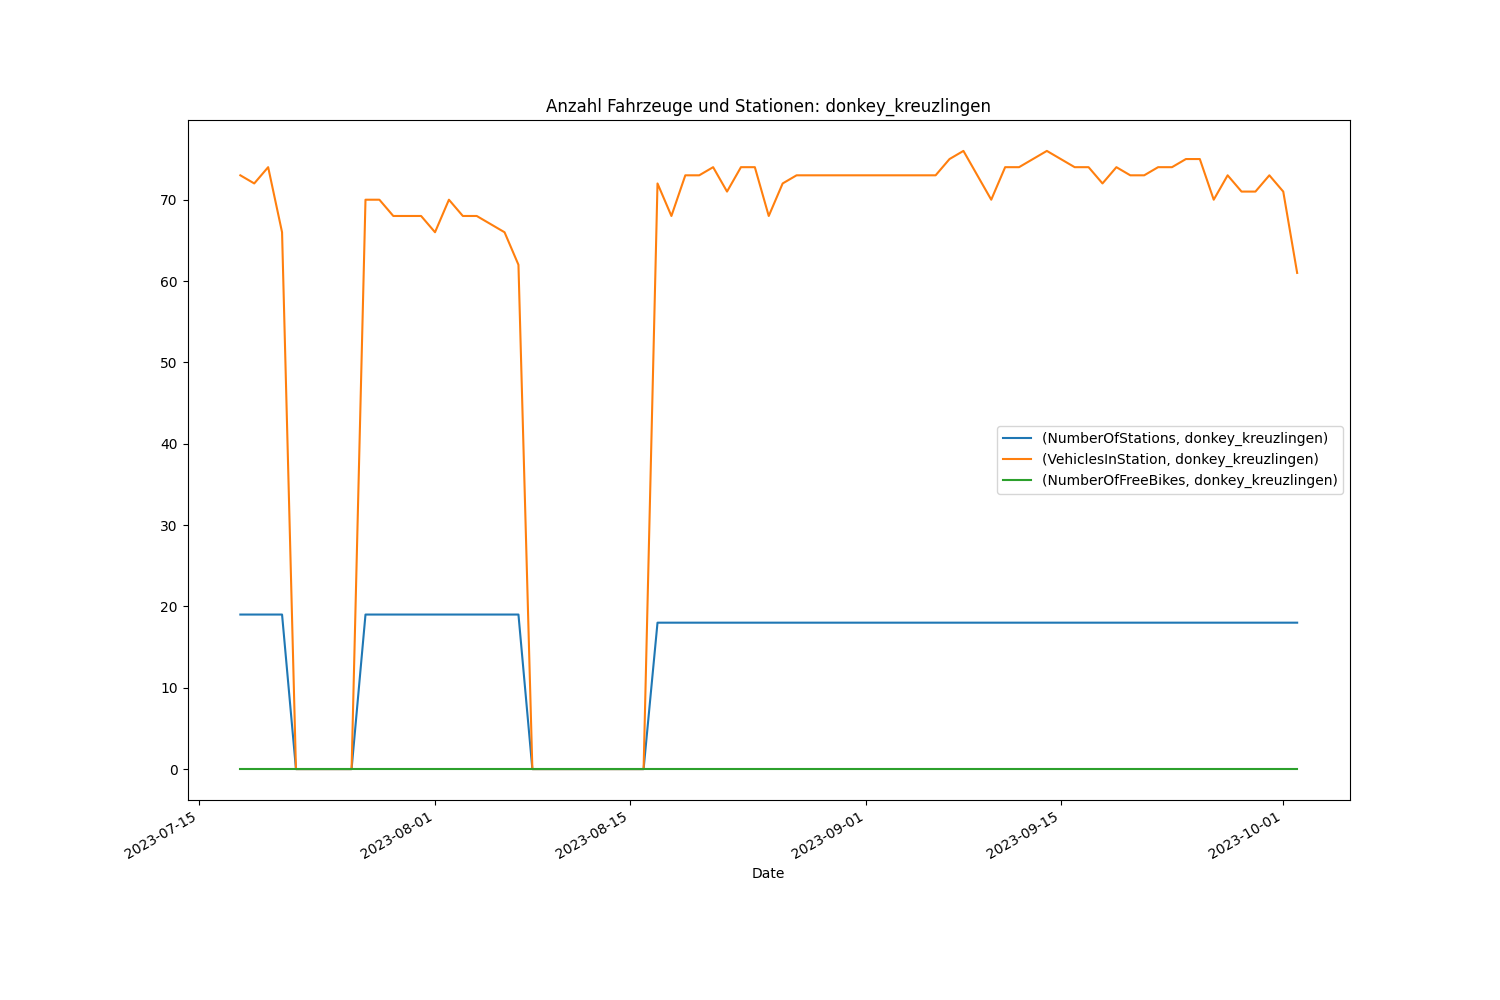 Anzahl Fahrzeuge und Stationen: donkey_kreuzlingen
70
60
50
40
30
20
10
0
(NumberOfStations, donkey_kreuzlingen)
(VehiclesInStation, donkey_kreuzlingen)
(NumberOfFreeBikes, donkey_kreuzlingen)
2023-07-15
2023-08-01
2023-08-15
2023-09-01
2023-09-15
2023-10-01
Date